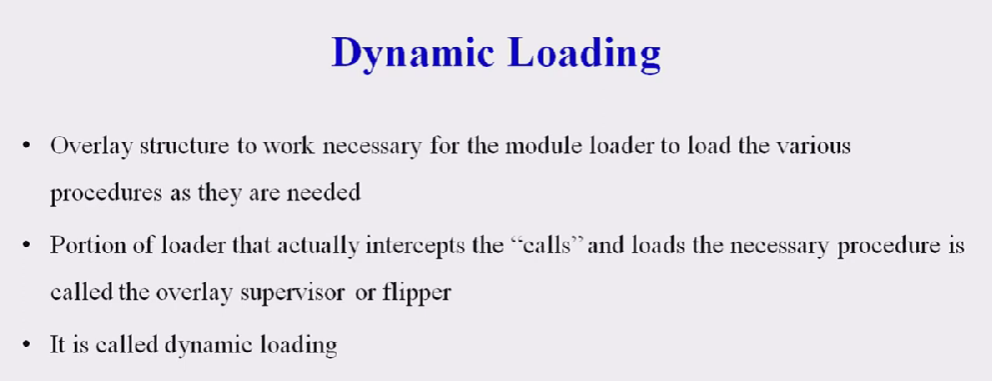 Dynamic Loading
• Overlay structure to work necessary for the module loader to load the various
procedures as they are needed
• Portion of loader that actually intercepts the “calls” and loads the necessary procedure is
called the overlay supervisor or flipper
• It is called dynamic loading